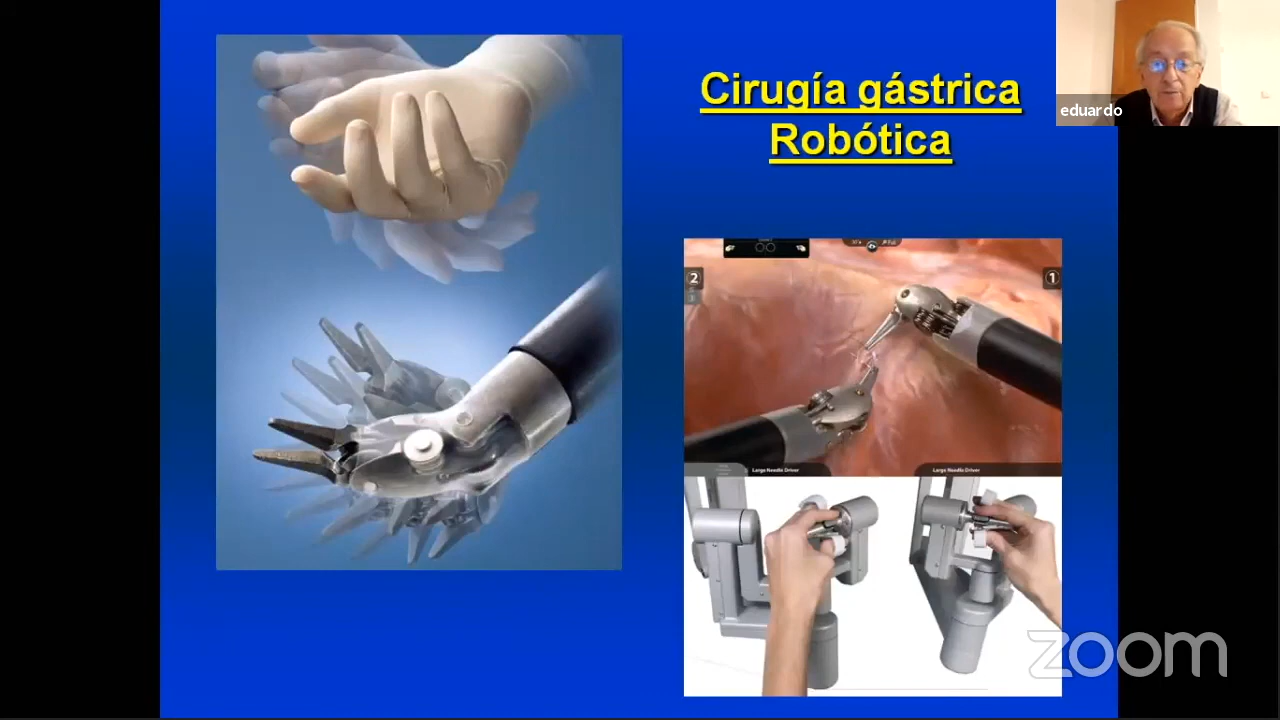 Cirugía gástrica
Robótica
eduardo
2
1
Large Needle Driver
Large Needle Driver
zoom